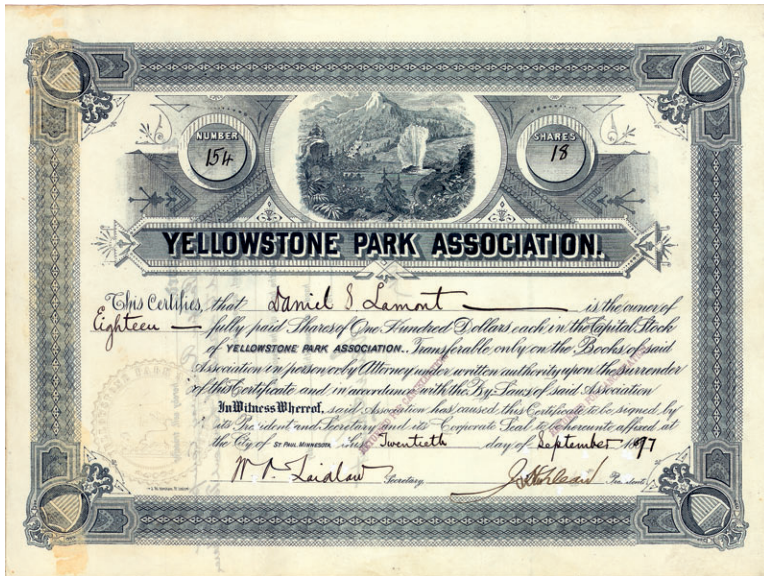 NUMBER
154
SHARES
18
YELLOWSTONE PARK ASSOCIATION.
This Certifies, that Daniel S Lamont is the owner of
Eighteen fully paid Shares of One Hundred Dollars each in the Capital Stock
of YELLOWSTONE PARK ASSOCIATION.. Transferable only on the Books of said
Association in person or by Attorney under written authority upon the surrender
of this Certificate and in accordance with the By Laws of said Association
In Witness Whereof, said Association has caused this Certificate to be signed by
its President and Secretary and its Corporate Seal to be hereunto affixed at
the City of ST PAUL MINNESOTA this Twentieth day of September 1897
W. P. Laidlaw Secretary President